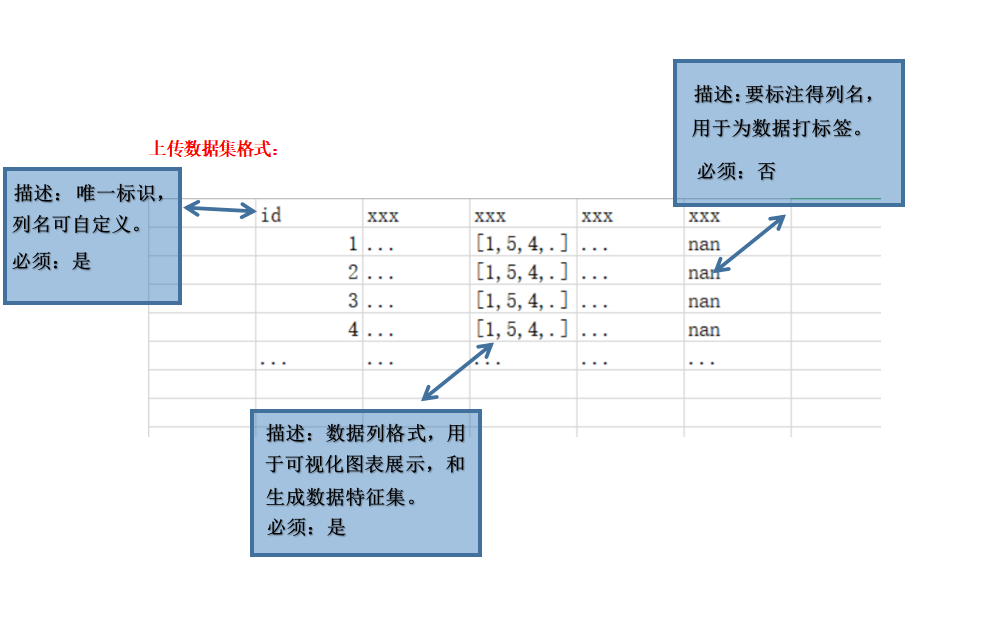 描述：要标注得列名，
用于为数据打标签。
必须：否
上传数据集格式：
描述：唯一标识，
列名可自定义。
必须：是
id xxx xxx xxx xxx
1 ... [1,5,4,.] ... nan
2 ... [1,5,4,.] ... nan
3 ... [1,5,4,.] ... nan
4 ... [1,5,4,.] ... nan
... ... ... ... ...
描述：数据列格式，用
于可视化图表展示，和
生成数据特征集。
必须：是